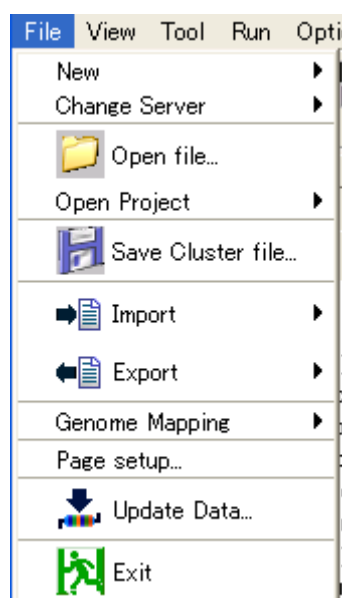 File View Tool Run Opti
New
Change Server
Open file...
Open Project
Save Cluster file...
Import
Export
Genome Mapping
Page setup...
Update Data...
Exit